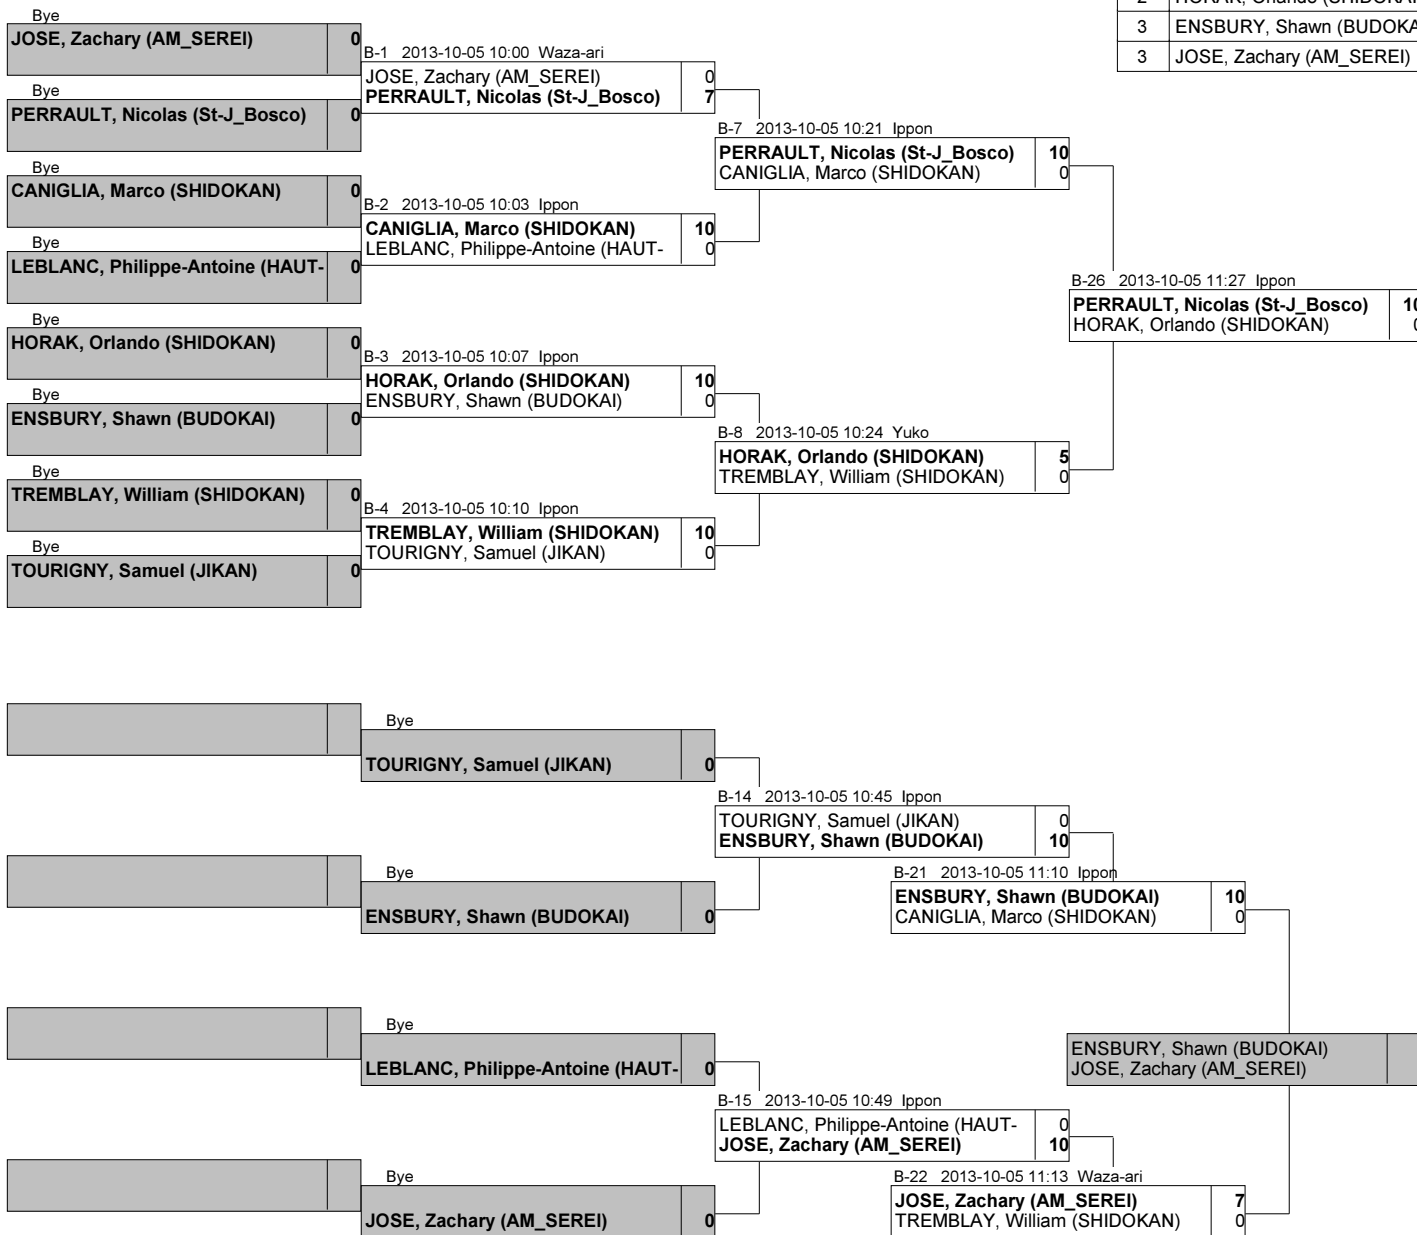 2 HORAK, Orlando (SHIDOKAN
3 ENSBURY, Shawn (BUDOKA
3 JOSE, Zachary (AM_SEREI)
Bye
JOSE, Zachary (AM_SEREI) 0
Bye
PERRAULT, Nicolas (St-J_Bosco) 0
Bye
CANIGLIA, Marco (SHIDOKAN) 0
Bye
LEBLANC, Philippe-Antoine (HAUT- 0
Bye
HORAK, Orlando (SHIDOKAN) 0
Bye
ENSBURY, Shawn (BUDOKAI) 0
Bye
TREMBLAY, William (SHIDOKAN) 0
Bye
TOURIGNY, Samuel (JIKAN) 0
B-1 2013-10-05 10:00 Waza-ari
JOSE, Zachary (AM_SEREI) 0
PERRAULT, Nicolas (St-J_Bosco) 7
B-2 2013-10-05 10:03 Ippon
CANIGLIA, Marco (SHIDOKAN) 10
LEBLANC, Philippe-Antoine (HAUT- 0
B-3 2013-10-05 10:07 Ippon
HORAK, Orlando (SHIDOKAN) 10
ENSBURY, Shawn (BUDOKAI) 0
B-4 2013-10-05 10:10 Ippon
TREMBLAY, William (SHIDOKAN) 10
TOURIGNY, Samuel (JIKAN) 0
B-7 2013-10-05 10:21 Ippon
PERRAULT, Nicolas (St-J_Bosco) 10
CANIGLIA, Marco (SHIDOKAN) 0
B-8 2013-10-05 10:24 Yuko
HORAK, Orlando (SHIDOKAN) 5
TREMBLAY, William (SHIDOKAN) 0
B-26 2013-10-05 11:27 Ippon
PERRAULT, Nicolas (St-J_Bosco) 10
HORAK, Orlando (SHIDOKAN) 0
Bye
TOURIGNY, Samuel (JIKAN) 0
Bye
ENSBURY, Shawn (BUDOKAI) 0
Bye
LEBLANC, Philippe-Antoine (HAUT- 0
Bye
JOSE, Zachary (AM_SEREI) 0
B-14 2013-10-05 10:45 Ippon
TOURIGNY, Samuel (JIKAN) 0
ENSBURY, Shawn (BUDOKAI) 10
B-21 2013-10-05 11:10 Ippon
ENSBURY, Shawn (BUDOKAI) 10
CANIGLIA, Marco (SHIDOKAN) 0
B-15 2013-10-05 10:49 Ippon
LEBLANC, Philippe-Antoine (HAUT- 0
JOSE, Zachary (AM_SEREI) 10
B-22 2013-10-05 11:13 Waza-ari
JOSE, Zachary (AM_SEREI) 7
TREMBLAY, William (SHIDOKAN) 0
ENSBURY, Shawn (BUDOKAI)
JOSE, Zachary (AM_SEREI)